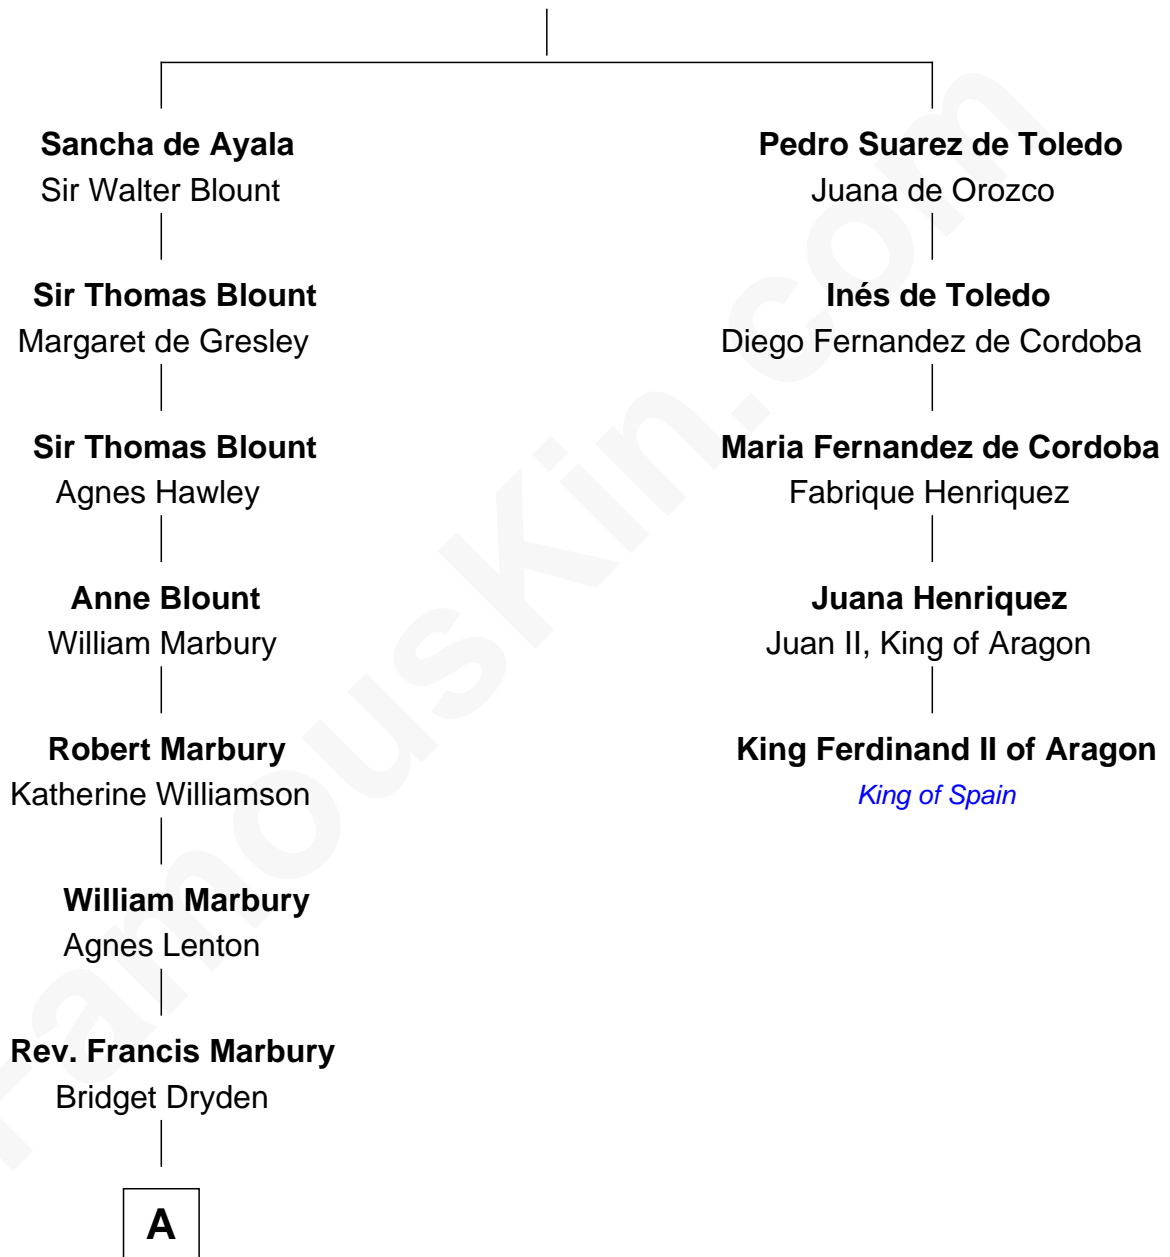 Sancha de Ayala
Sir Walter Blount
Sir Thomas Blount
Margaret de Gresley
Sir Thomas Blount
Agnes Hawley
Anne Blount
William Marbury
Robert Marbury
Katherine Williamson
William Marbury
Agnes Lenton
Rev. Francis Marbury
Bridget Dryden
A
Pedro Suarez de Toledo
Juana de Orozco
Inés de Toledo
Diego Fernandez de Cordoba
Maria Fernandez de Cordoba
Fabrique Henriquez
Juana Henriquez
Juan II, King of Aragon
King Ferdinand II of Aragon
King of Spain
FamousKin.com